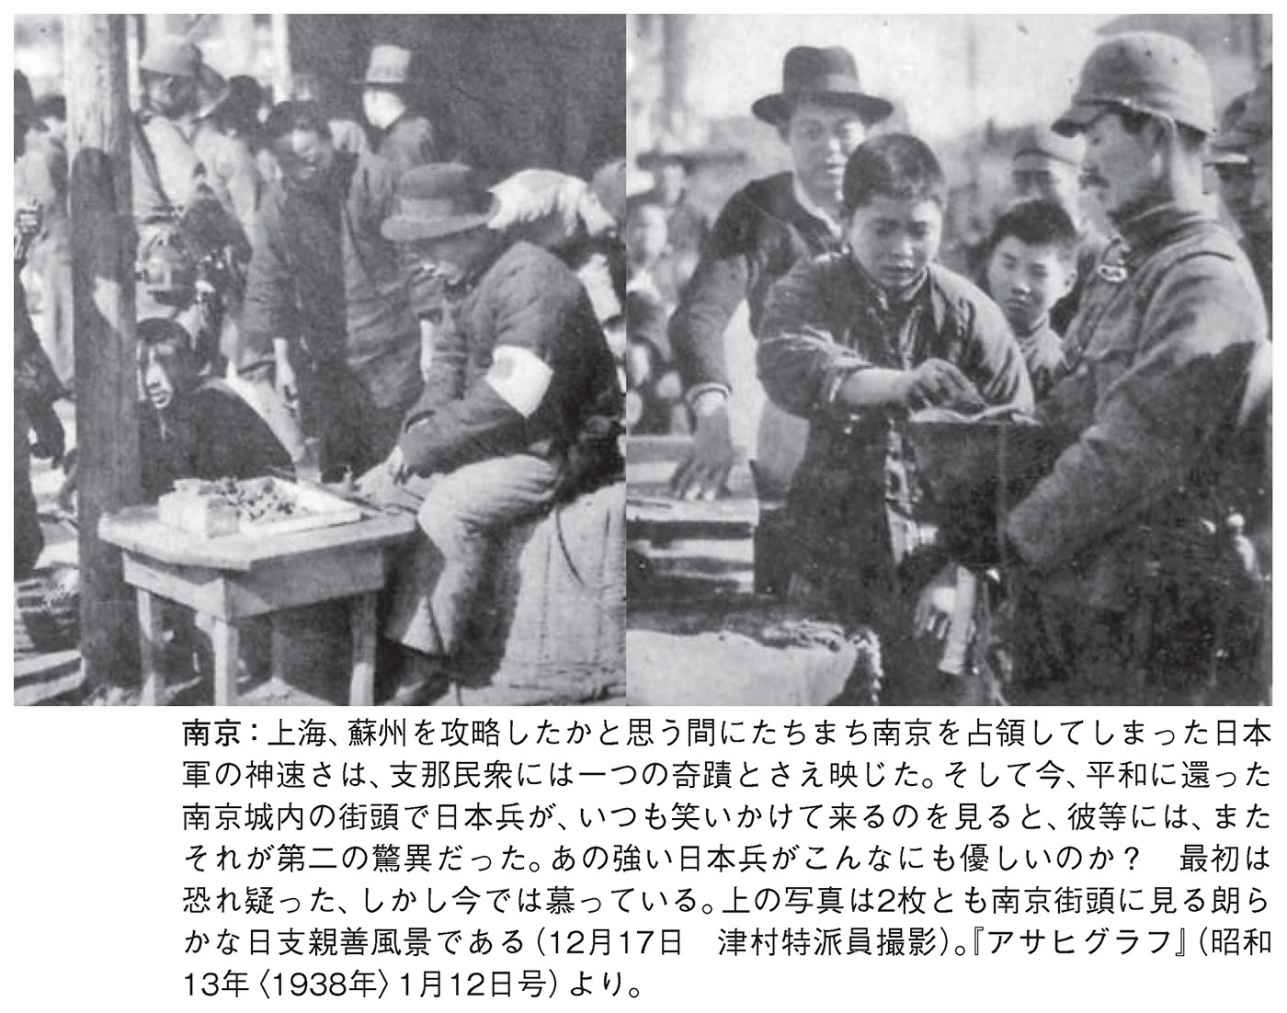 南京：上海、蘇州を攻略したかと思う間にたちまち南京を占領してしまった日本
軍の神速さは、支那民衆には一つの奇蹟とさえ映じた。そして今、平和に還った
南京城内の街頭で日本兵が、いつも笑いかけて来るのを見ると、彼等には、また
それが第二の驚異だった。あの強い日本兵がこんなにも優しいのか？　最初は
恐れ疑った、しかし今では慕っている。上の写真は2枚とも南京街頭に見る朗ら
かな日支親善風景である（12月17日　津村特派員撮影）。『アサヒグラフ』（昭和
13年〈1938年〉1月12日号）より。